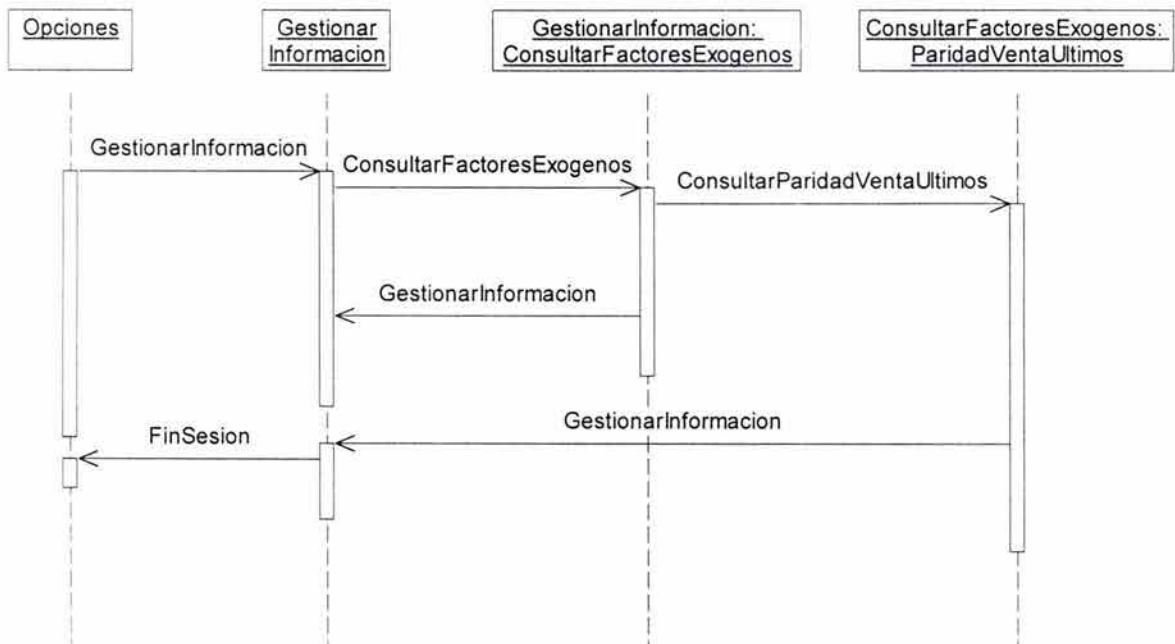 Opciones
Gestionar
Informacion
GestionarInformacion:
ConsultarFactoresExogenos
ConsultarFactoresExogenos:
ParidadVentaUltimos
GestionarInformacion
ConsultarFactoresExogenos
ConsultarParidadVentaUltimos
GestionarInformacion
GestionarInformacion
FinSesion